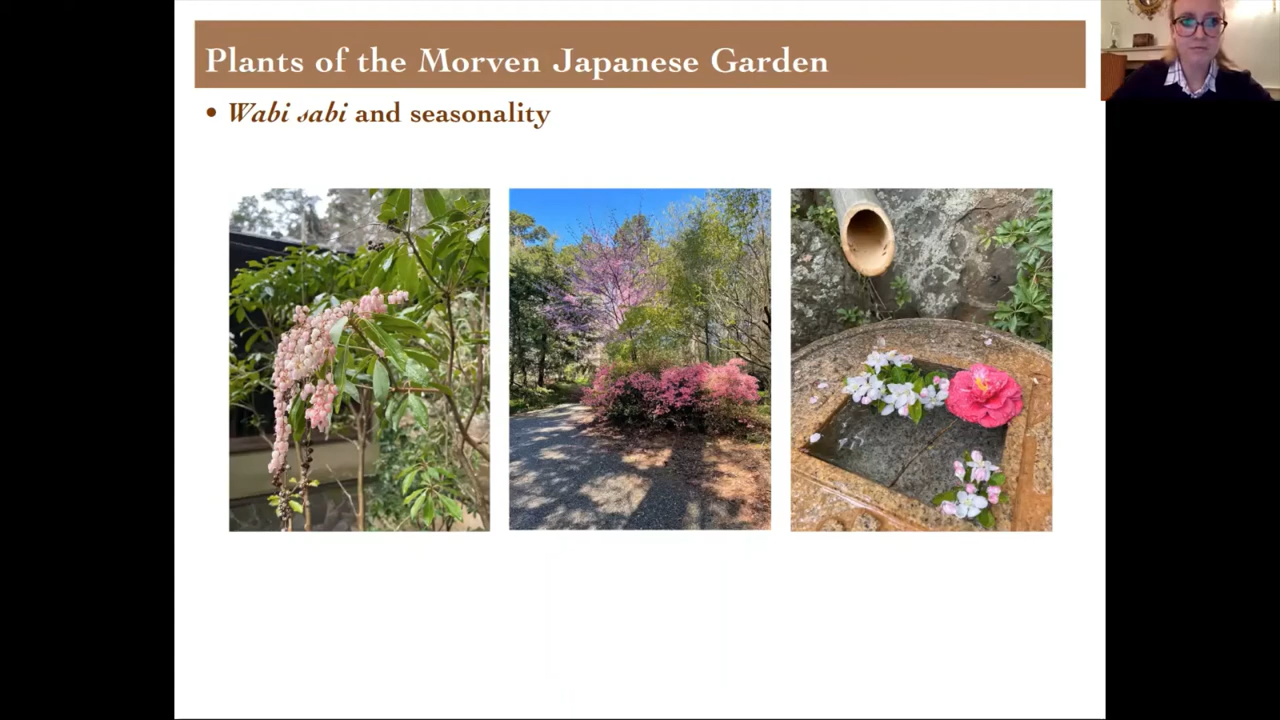 Plants of the Morven Japanese Garden
• Wabi sabi and seasonality